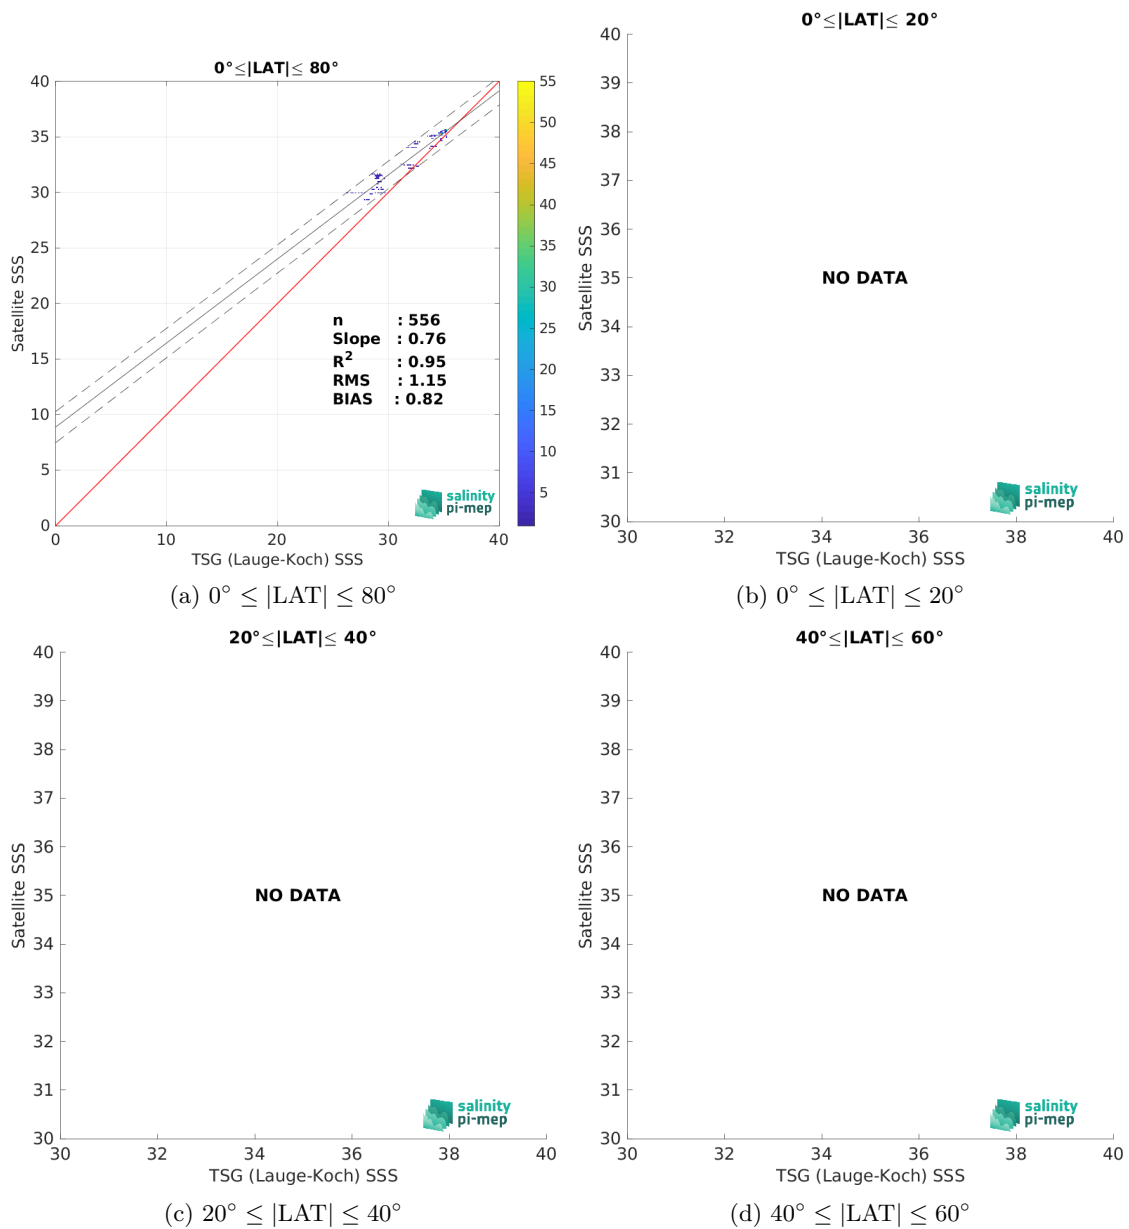 0°≤|LAT|≤ 80°
40
35
30
25
20
15
10
5
0
Satellite SSS
0
10
20
30
40
TSG (Lauge-Koch) SSS
n : 556
Slope : 0.76
R² : 0.95
RMS : 1.15
BIAS : 0.82
salinity
pi-mep
55
50
45
40
35
30
25
20
15
10
5
(a) 0° ≤ |LAT| ≤ 80°
0°≤|LAT|≤ 20°
40
39
38
37
36
35
34
33
32
31
30
Satellite SSS
NO DATA
salinity
pi-mep
30
32
34
36
38
40
TSG (Lauge-Koch) SSS
(b) 0° ≤ |LAT| ≤ 20°
20°≤|LAT|≤ 40°
40
39
38
37
36
35
34
33
32
31
30
Satellite SSS
NO DATA
salinity
pi-mep
30
32
34
36
38
40
TSG (Lauge-Koch) SSS
(c) 20° ≤ |LAT| ≤ 40°
40°≤|LAT|≤ 60°
40
39
38
37
36
35
34
33
32
31
30
Satellite SSS
NO DATA
salinity
pi-mep
30
32
34
36
38
40
TSG (Lauge-Koch) SSS
(d) 40° ≤ |LAT| ≤ 60°